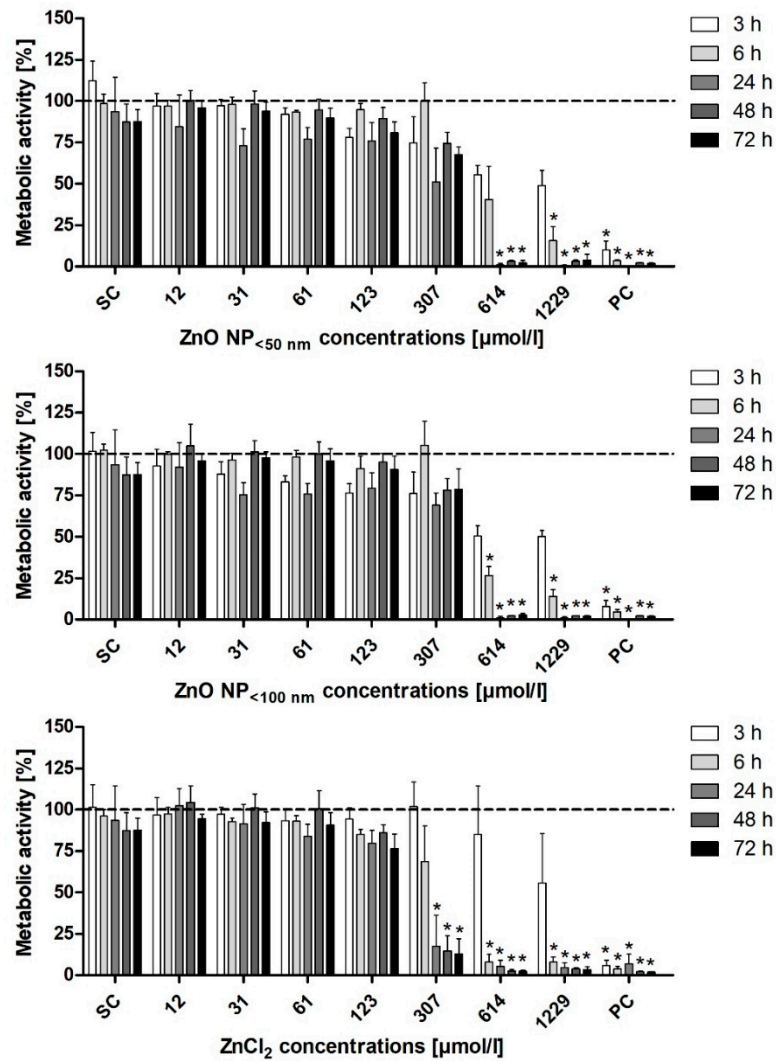 Metabolic activity [%]
150
125
100
75
50
25
0
* * * * * * * * * * * * * * *
SC 12 31 61 123 307 614 1229 PC
ZnO NP<50 nm concentrations [µmol/l]
3 h
6 h
24 h
48 h
72 h
Metabolic activity [%]
150
125
100
75
50
25
0
* * * * * * * * * * * * * 
SC 12 31 61 123 307 614 1229 PC
ZnO NP<100 nm concentrations [µmol/l]
3 h
6 h
24 h
48 h
72 h
Metabolic activity [%]
150
125
100
75
50
25
0
* * * * * * * * * * * * * * * *
SC 12 31 61 123 307 614 1229 PC
ZnCl2 concentrations [µmol/l]
3 h
6 h
24 h
48 h
72 h